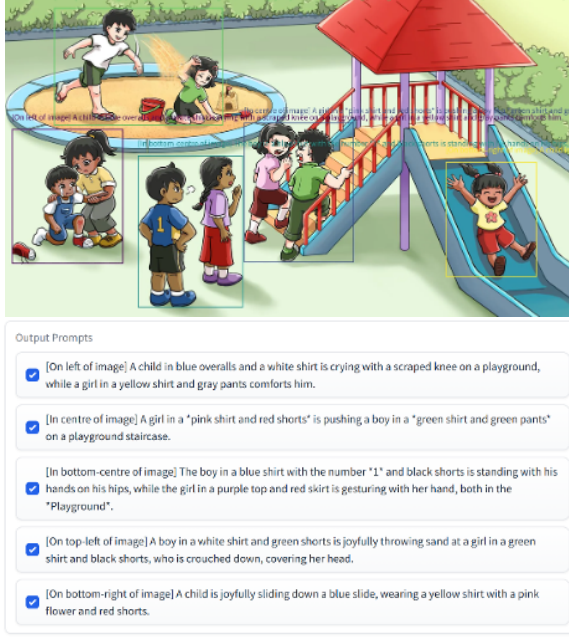 1
Output Prompts
[On left of image] A child in blue overalls and a white shirt is crying with a scraped knee on a playground,
while a girl in a yellow shirt and gray pants comforts him.
[In centre of image] A girl in a "pink shirt and red shorts" is pushing a boy in a "green shirt and green pants"
on a playground staircase.
[In bottom-centre of image] The boy in a blue shirt with the number "1" and black shorts is standing with his
hands on his hips, while the girl in a purple top and red skirt is gesturing with her hand, both in the
"Playground".
[On top-left of image] A boy in a white shirt and green shorts is joyfully throwing sand at a girl in a green
shirt and black shorts, who is crouched down, covering her head.
[On bottom-right of image] A child is joyfully sliding down a blue slide, wearing a yellow shirt with a pink
flower and red shorts.